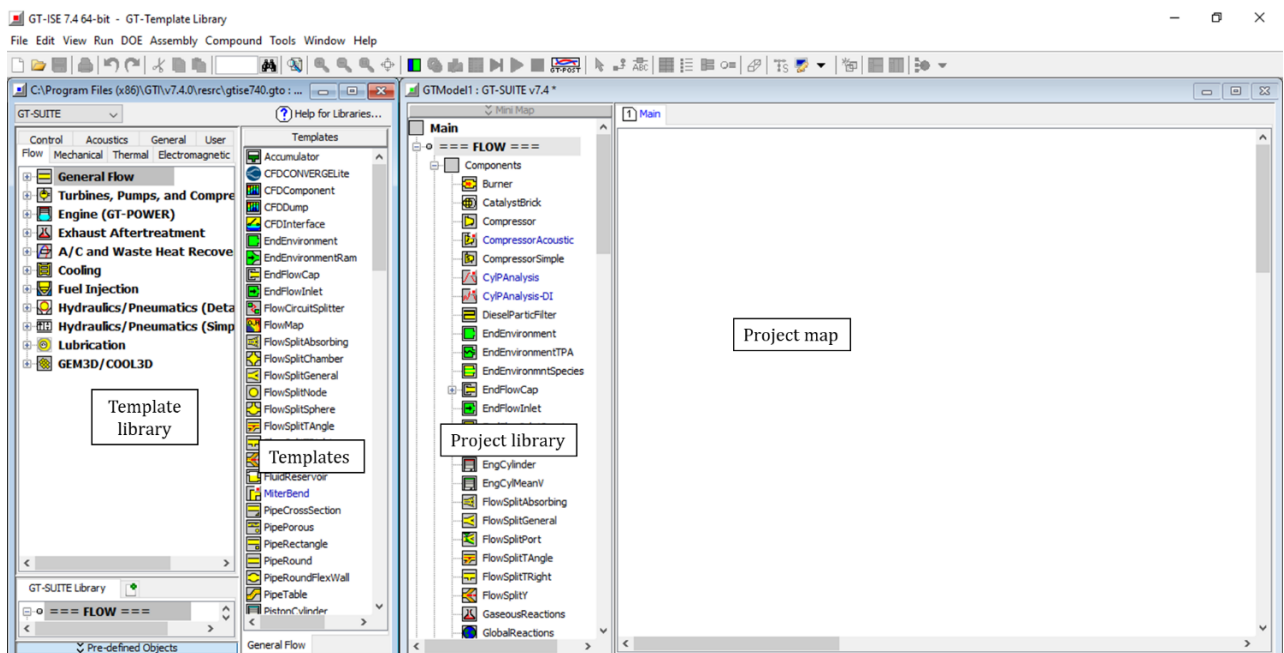 GT-ISE 7.4 64-bit - GT-Template Library
File Edit View Run DOE Assembly Compound Tools Window Help
GT-POST
ABC
TS
C:\Program Files (x86)\GTI\v7.4.0\resrc\gtise740.gto : ...
GT-SUITE
Help for Libraries...
Control Acoustics General User
Flow Mechanical Thermal Electromagnetic
General Flow
Turbines, Pumps, and Compre
Engine (GT-POWER)
Exhaust Aftertreatment
A/C and Waste Heat Recove
Cooling
Fuel Injection
Hydraulics/Pneumatics (Deta
Hydraulics/Pneumatics (Simp
Lubrication
GEM3D/COOL3D
Template
library
GT-SUITE Library
=== FLOW ===
Pre-defined Objects
Templates
Accumulator
CFDCONVERGELite
CFDComponent
CFDDump
CFDInterface
EndEnvironment
EndEnvironmentRam
EndFlowCap
EndFlowInlet
FlowCircuitSplitter
FlowMap
FlowSplitAbsorbing
FlowSplitChamber
FlowSplitGeneral
FlowSplitNode
FlowSplitSphere
FlowSplitTAngle
Templates
FluidReservoir
MiterBend
PipeCrossSection
PipePorous
PipeRectangle
PipeRound
PipeRoundFlexWall
PipeTable
PistonCylinder
General Flow
GTModel1 : GT-SUITE v7.4 *
Mini Map
Main
=== FLOW ===
Components
Burner
CatalystBrick
Compressor
CompressorAcoustic
CompressorSimple
CylPAnalysis
CylPAnalysis-DI
DieselParticFilter
EndEnvironment
EndEnvironmentTPA
EndEnvironmntSpecies
EndFlowCap
EndFlowInlet
Project library
EngCylinder
EngCylMeanV
FlowSplitAbsorbing
FlowSplitGeneral
FlowSplitPort
FlowSplitTAngle
FlowSplitTRight
FlowSplitY
GaseousReactions
GlobalReactions
1 Main
Project map